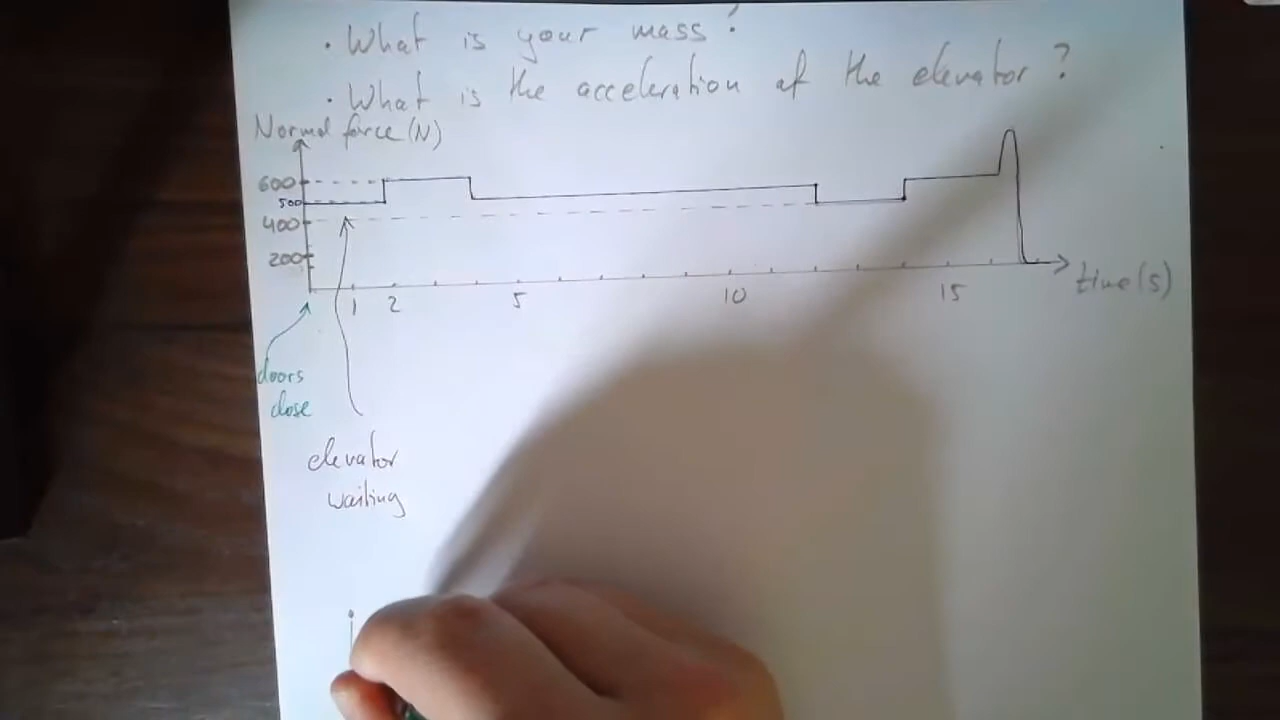 · What is your mass?
· What is the acceleration of the elevator?
Normal force (N)
600
500
400
200
1 2 5 10 15 time (s)
doors
close
elevator
waiting